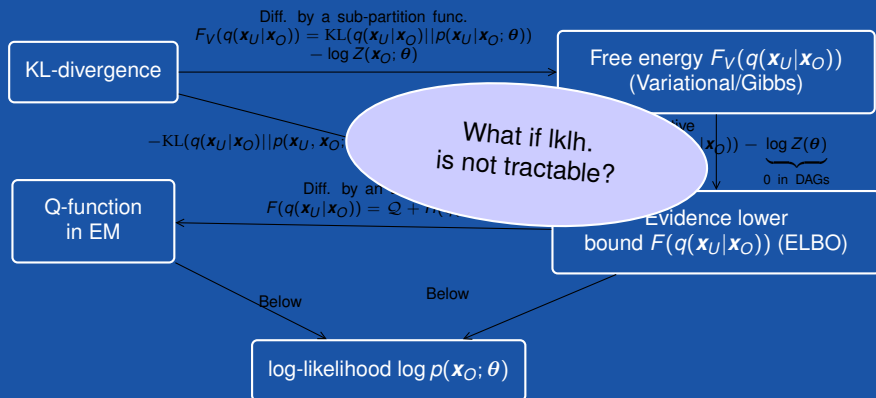 Diff. by a sub-partition func.
F_V(q(x_U|x_O)) = KL(q(x_U|x_O)||p(x_U|x_O; θ))
− log Z(x_O; θ)
KL-divergence
Free energy F_V(q(x_U|x_O))
(Variational/Gibbs)
What if lklh.
is not tractable?
−KL(q(x_U|x_O)||p(x_U, x_O;
x_O)) − log Z(θ)
0 in DAGs
Q-function
in EM
Diff. by an
F(q(x_U|x_O)) = Q +
Evidence lower
bound F(q(x_U|x_O)) (ELBO)
Below
Below
log-likelihood log p(x_O; θ)